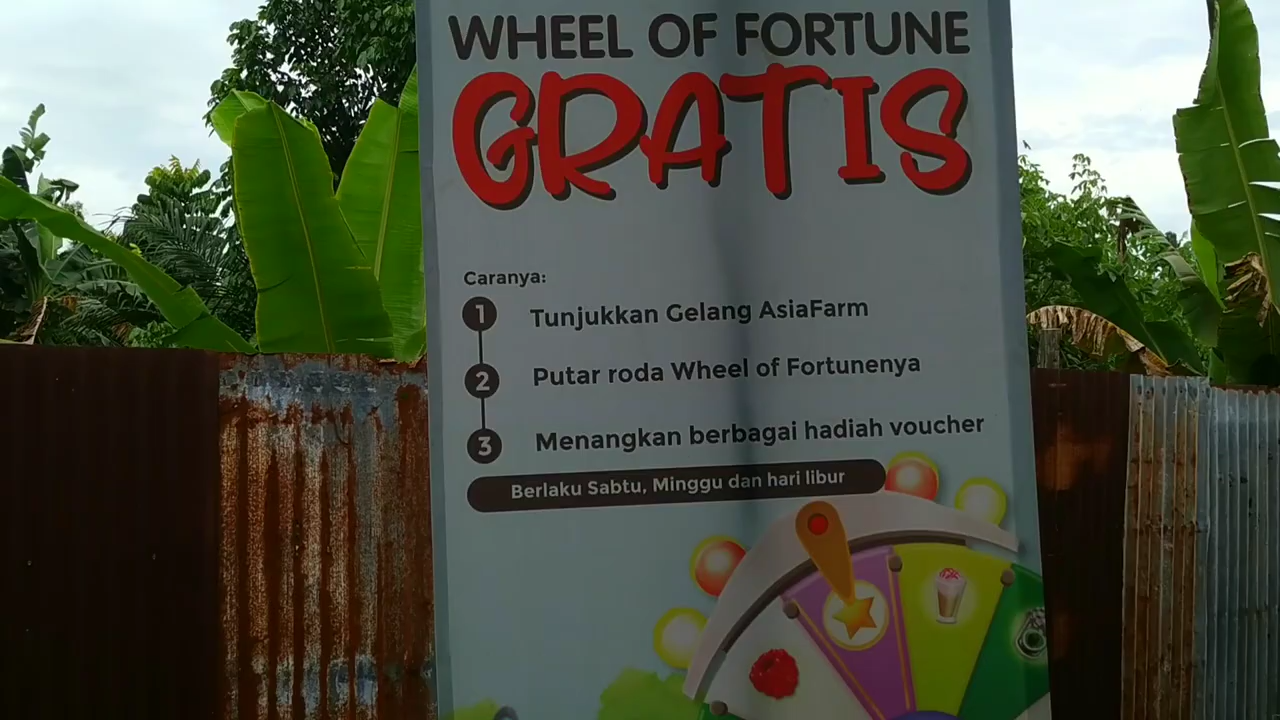 WHEEL OF FORTUNE
GRATIS
Caranya:
1 Tunjukkan Gelang AsiaFarm
2 Putar roda Wheel of Fortunenya
3 Menangkan berbagai hadiah voucher
Berlaku Sabtu, Minggu dan hari libur